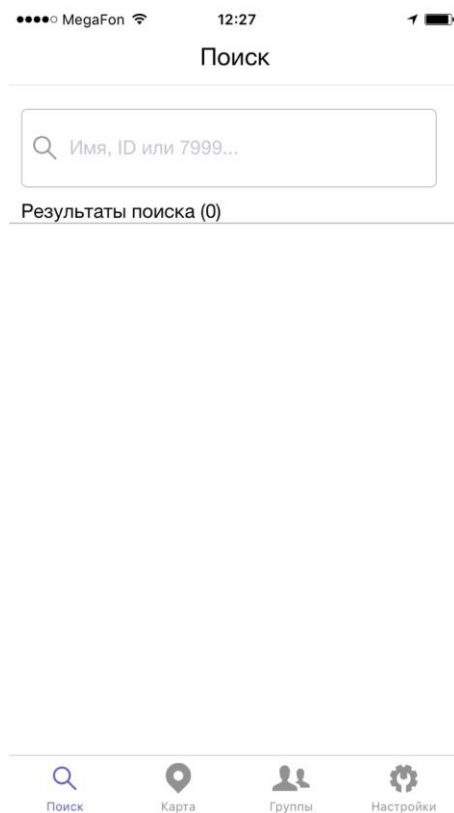 MegaFon 12:27
Поиск
Имя, ID или 7999...
Результаты поиска (0)
Поиск Карта Группы Настройки